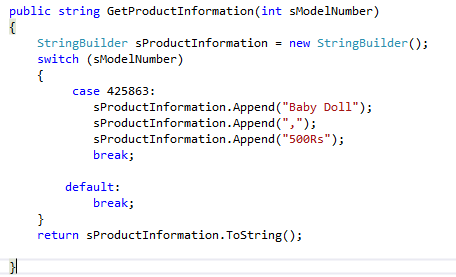 public string GetProductInformation(int sModelNumber)
{
    StringBuilder sProductInformation = new StringBuilder();
    switch (sModelNumber)
    {
         case 425863:
            sProductInformation.Append("Baby Doll");
            sProductInformation.Append(",");
            sProductInformation.Append("500Rs");
            break;

        default:
            break;
    }
    return sProductInformation.ToString();

}